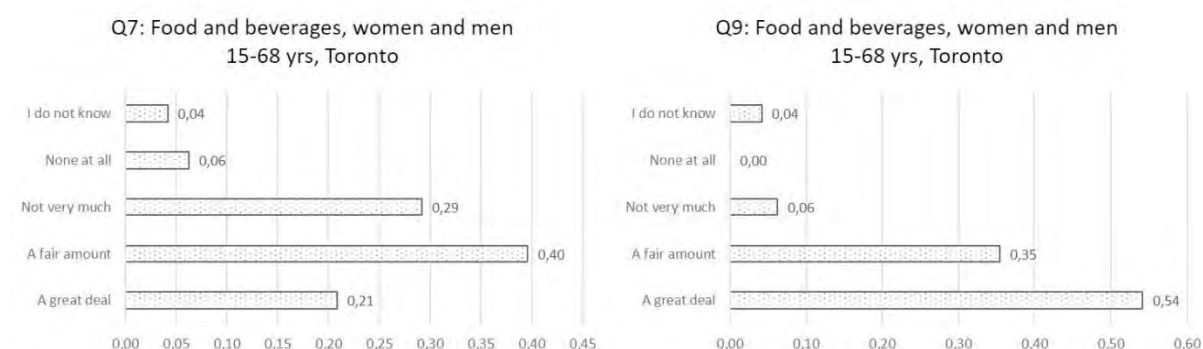 Q7: Food and beverages, women and men
15-68 yrs, Toronto
I do not know
0,04
None at all
0,06
Not very much
0,29
A fair amount
0,40
A great deal
0,21
0,00 0,05 0,10 0,15 0,20 0,25 0,30 0,35 0,40 0,45
Q9: Food and beverages, women and men
15-68 yrs, Toronto
I do not know
0,04
None at all
0,00
Not very much
0,06
A fair amount
0,35
A great deal
0,54
0,00 0,10 0,20 0,30 0,40 0,50 0,60